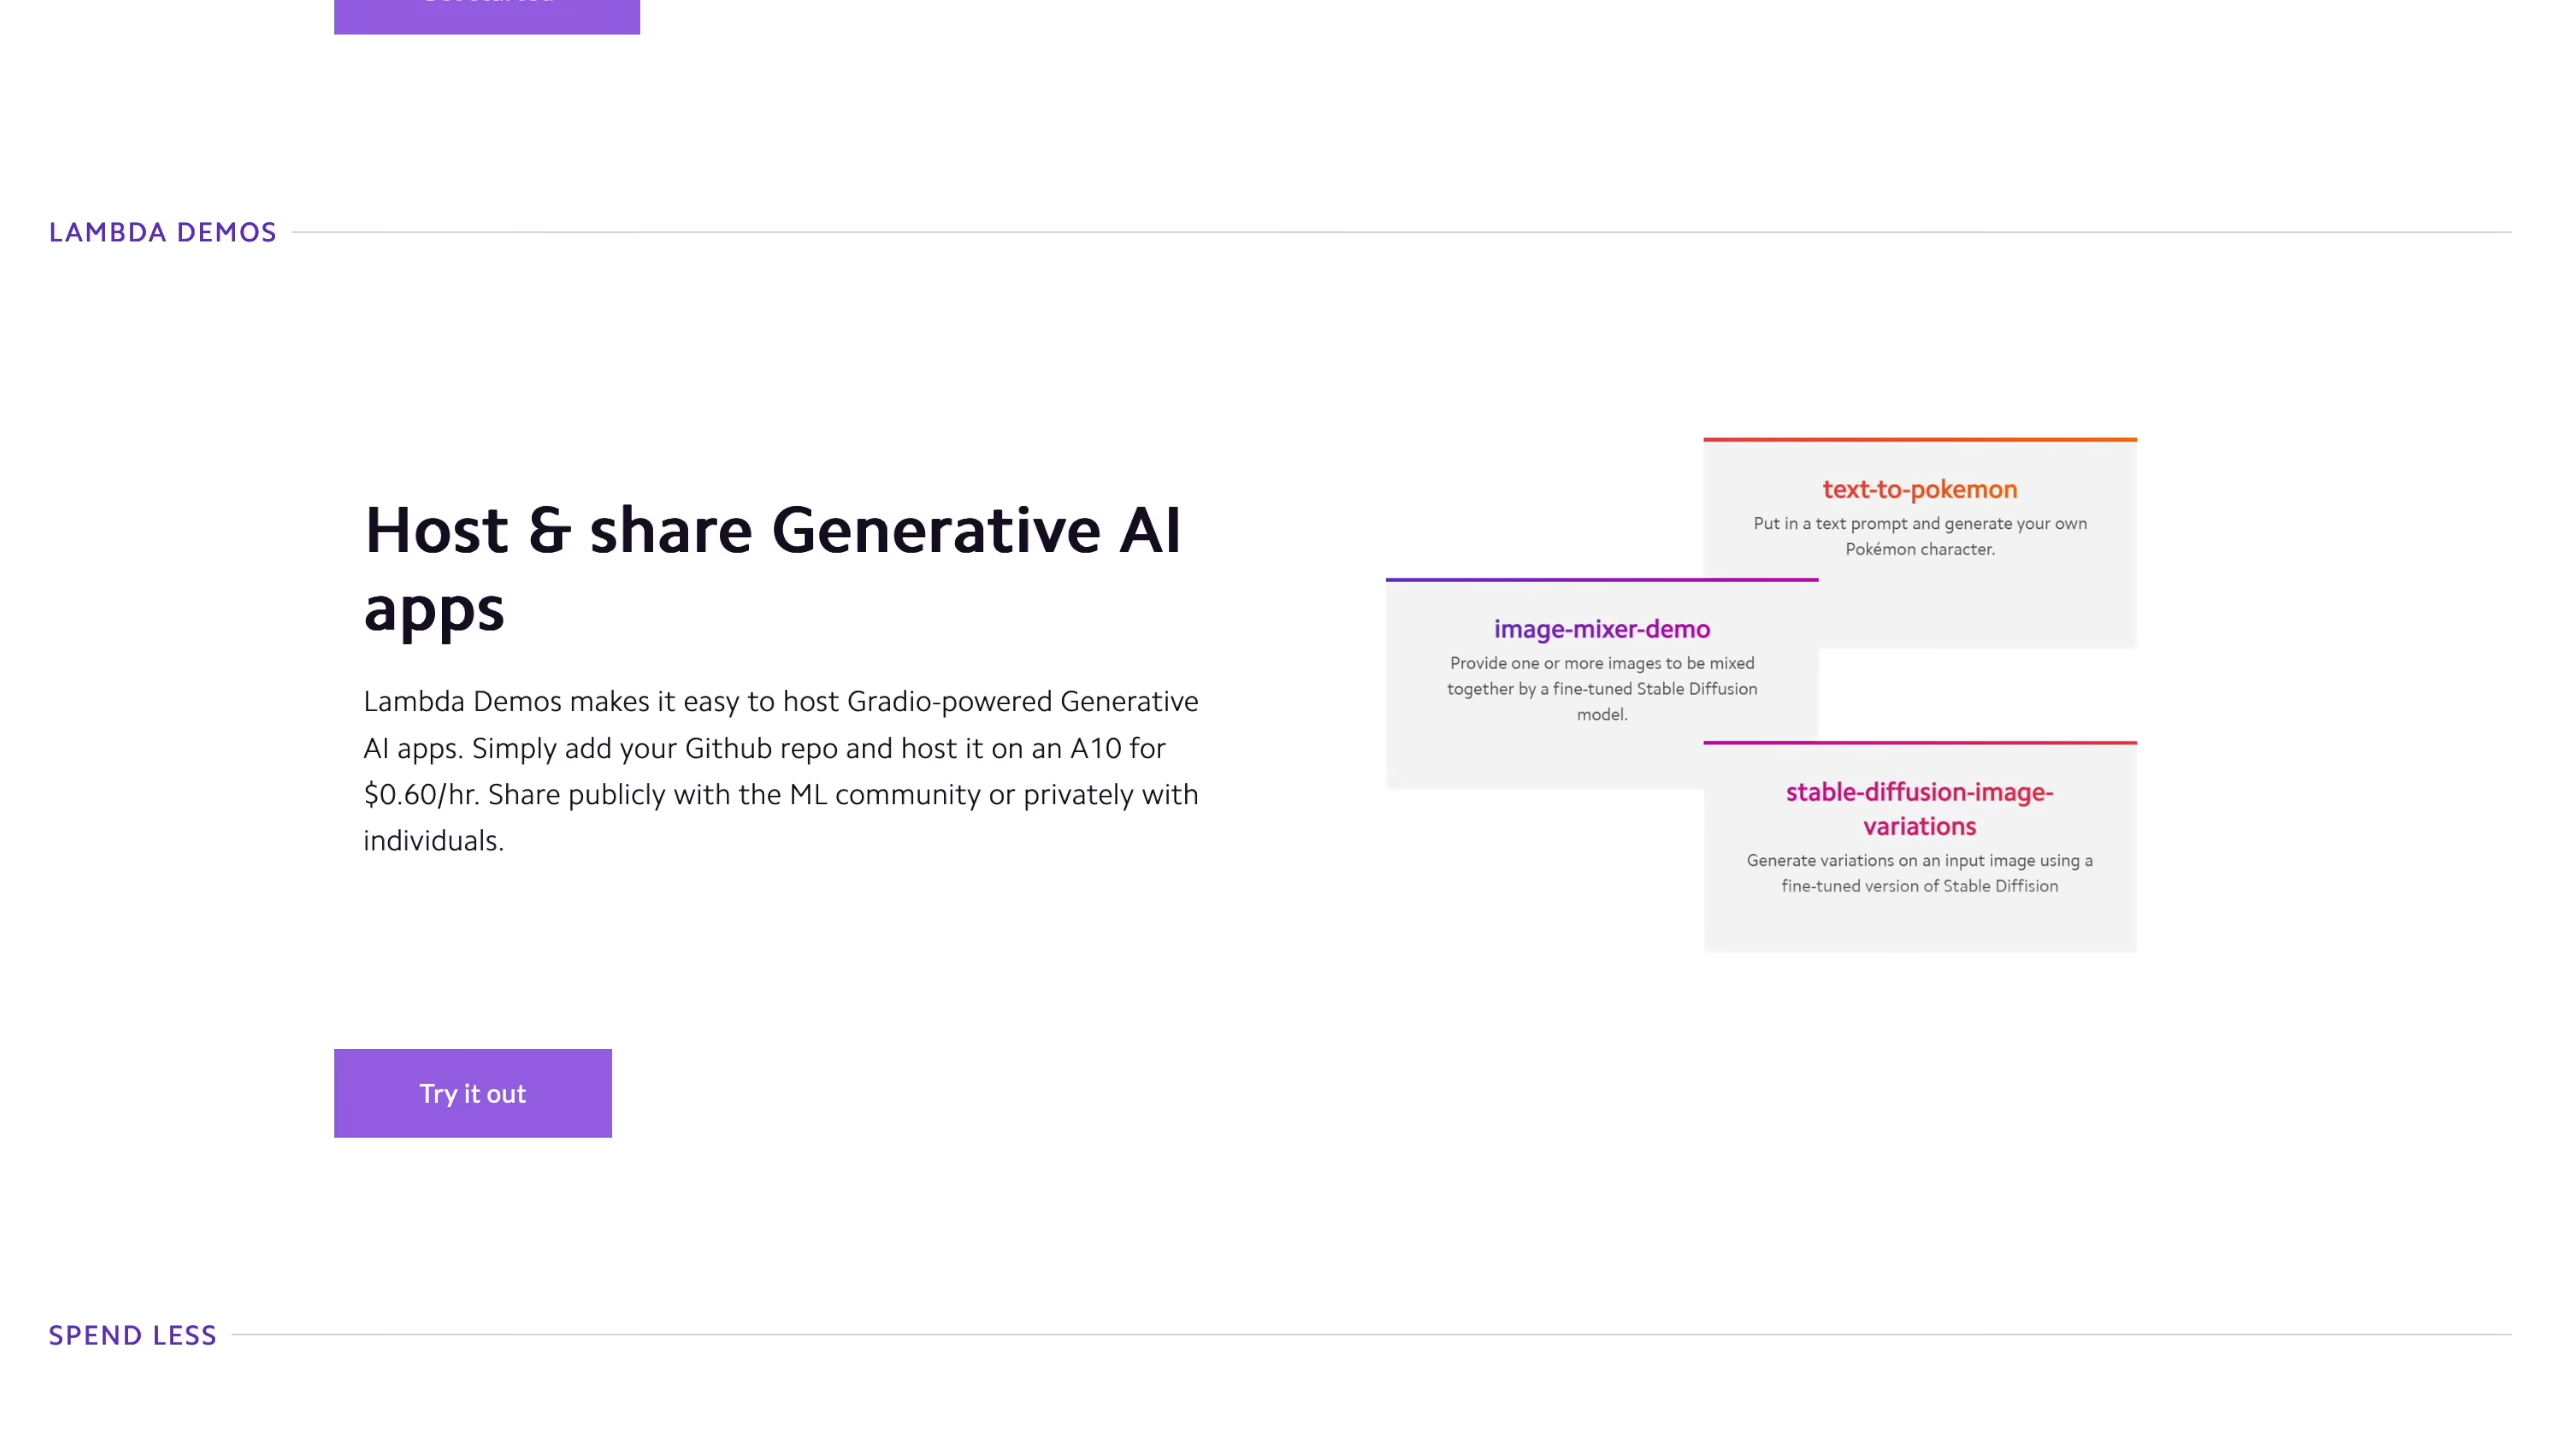 LAMBDA DEMOS
Host & share Generative AI
apps
Lambda Demos makes it easy to host Gradio-powered Generative
AI apps. Simply add your Github repo and host it on an A10 for
$0.60/hr. Share publicly with the ML community or privately with
individuals.
Try it out
text-to-pokemon
Put in a text prompt and generate your own
Pokémon character.
image-mixer-demo
Provide one or more images to be mixed
together by a fine-tuned Stable Diffusion
model.
stable-diffusion-image-
variations
Generate variations on an input image using a
fine-tuned version of Stable Diffision
SPEND LESS